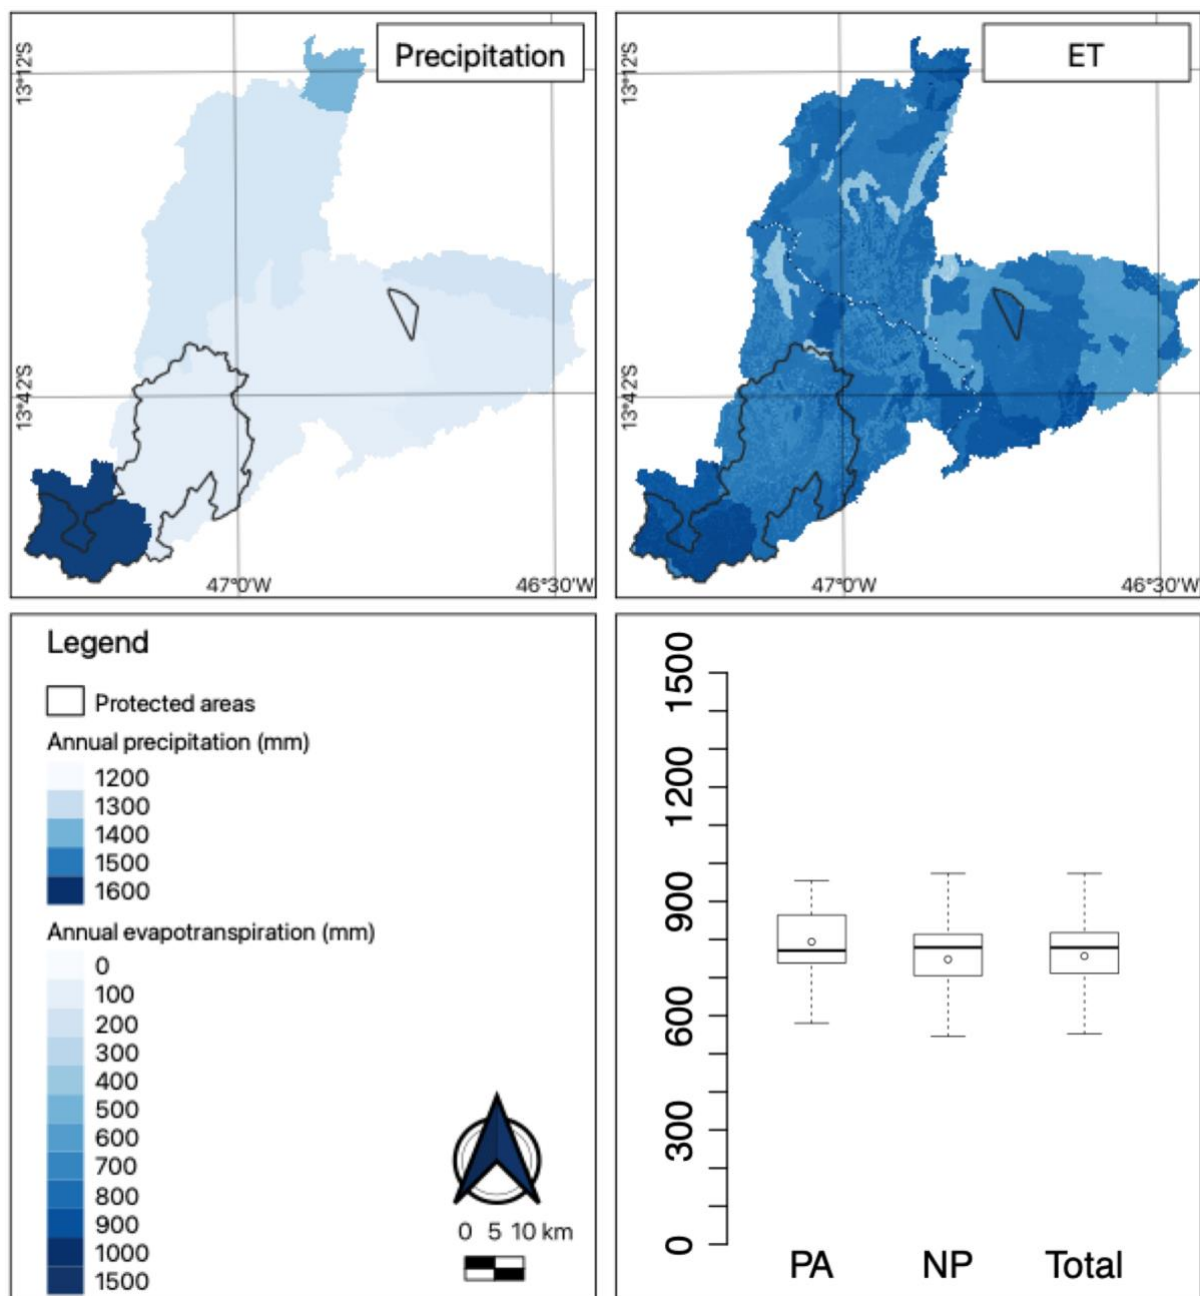 Precipitation
13°12'S
13°42'S
47°0'W
46°30'W
ET
13°12'S
13°42'S
47°0'W
46°30'W
Legend
Protected areas
Annual precipitation (mm)
1200
1300
1400
1500
1600
Annual evapotranspiration (mm)
0
100
200
300
400
500
600
700
800
900
1000
1500
0 5 10 km
1500
1200
900
600
300
0
PA NP Total